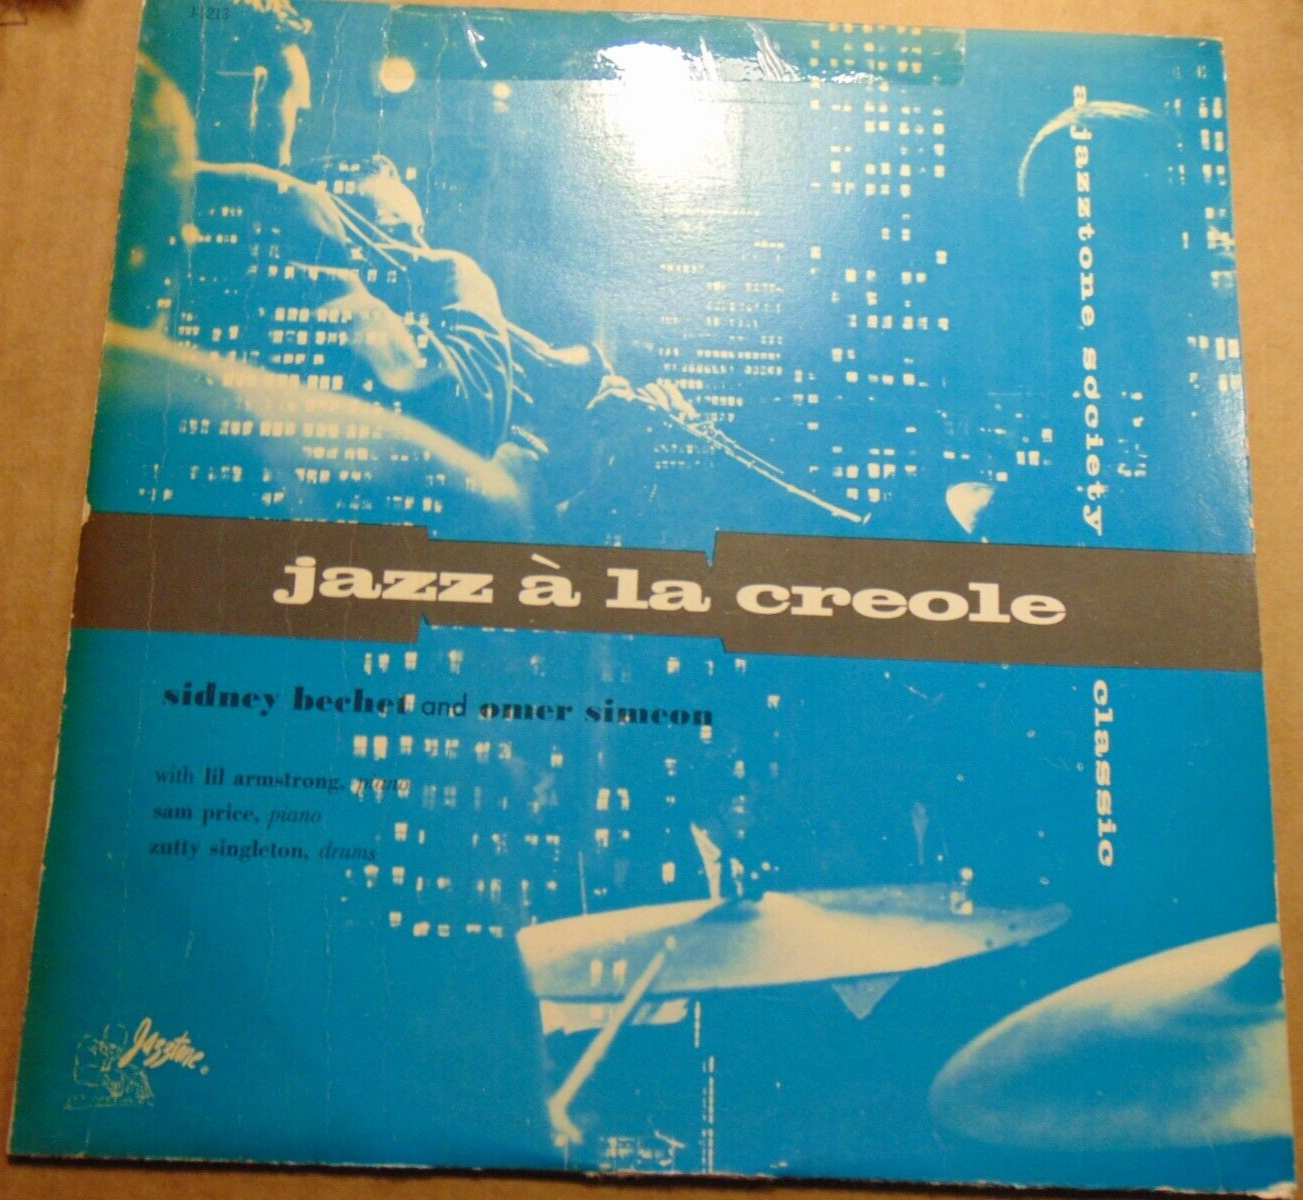 J-1213
a jazztone society
classic
jazz à la creole
sidney bechet and omer simeon
with lil armstrong, piano
sam price, piano
zutty singleton, drums
Jazztone